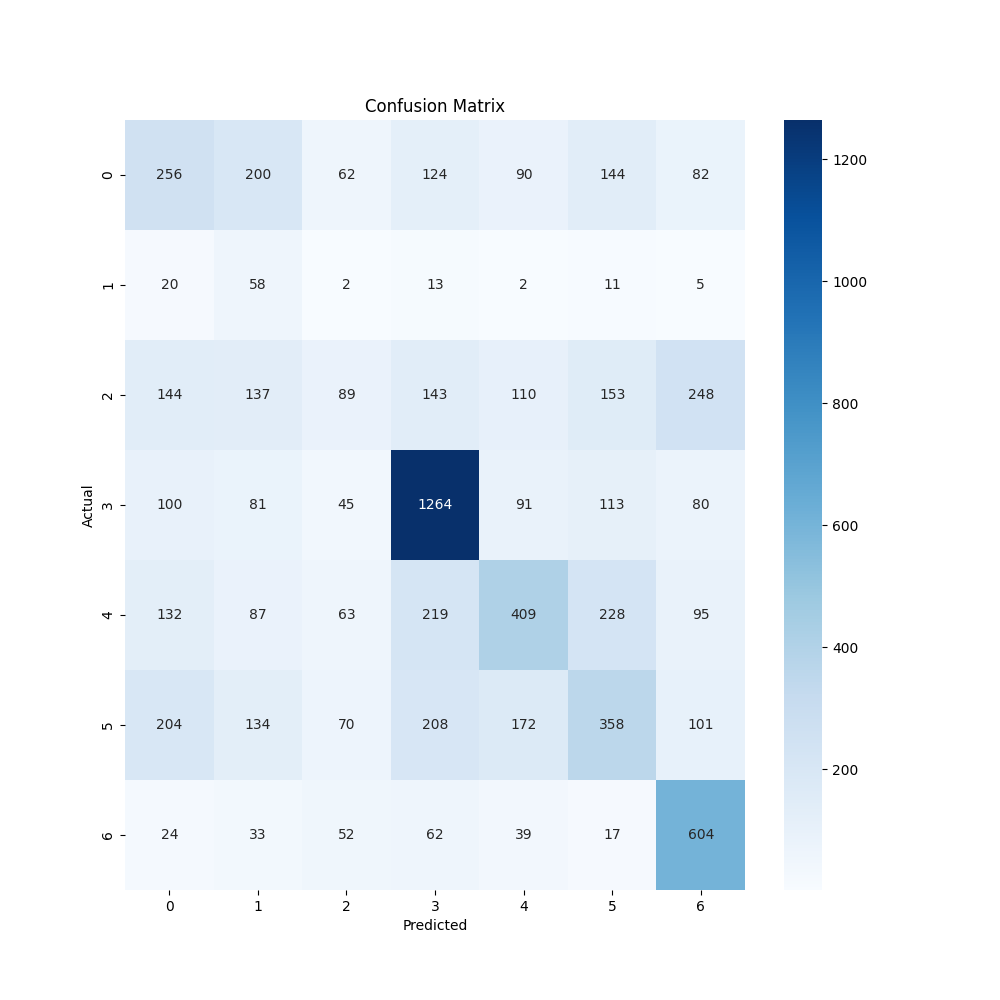 Confusion Matrix
0 256 200 62 124 90 144 82
1 20 58 2 13 2 11 5
2 144 137 89 143 110 153 248
3 100 81 45 1264 91 113 80
4 132 87 63 219 409 228 95
5 204 134 70 208 172 358 101
6 24 33 52 62 39 17 604
0 1 2 3 4 5 6
Predicted
Actual
1200
1000
800
600
400
200